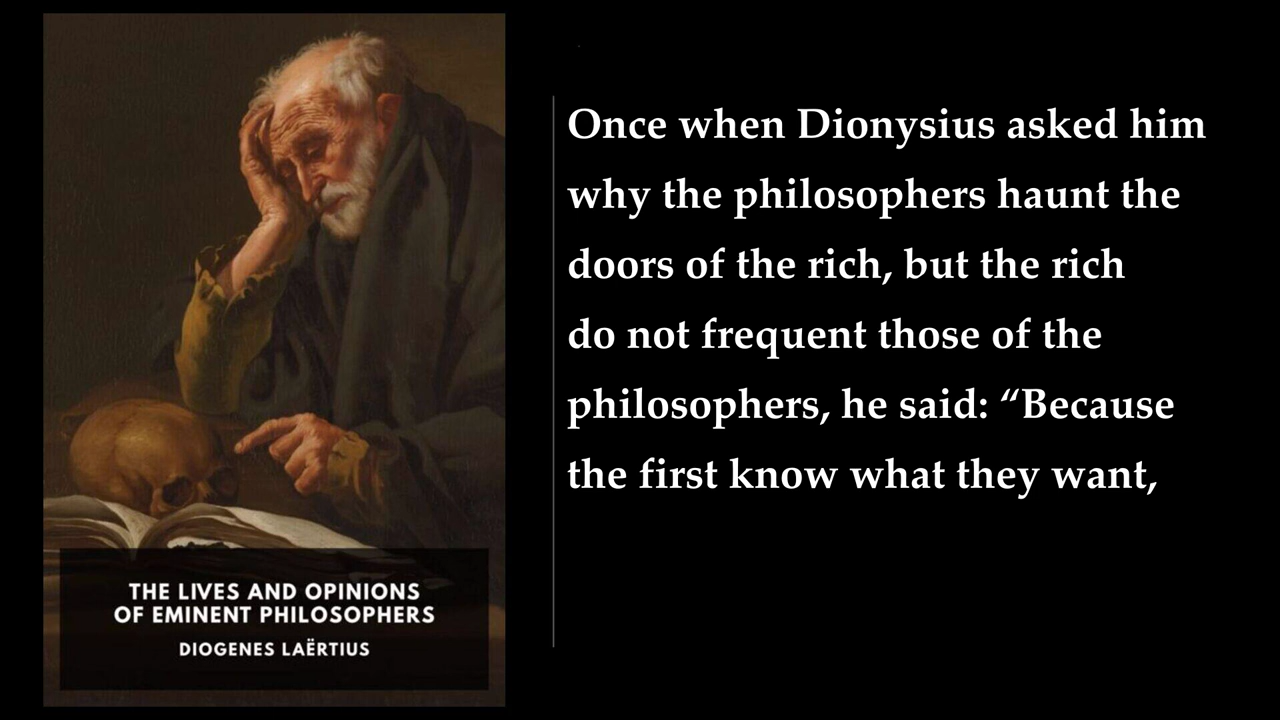 THE LIVES AND OPINIONS
OF EMINENT PHILOSOPHERS
DIOGENES LAËRTIUS
Once when Dionysius asked him
why the philosophers haunt the
doors of the rich, but the rich
do not frequent those of the
philosophers, he said: “Because
the first know what they want,